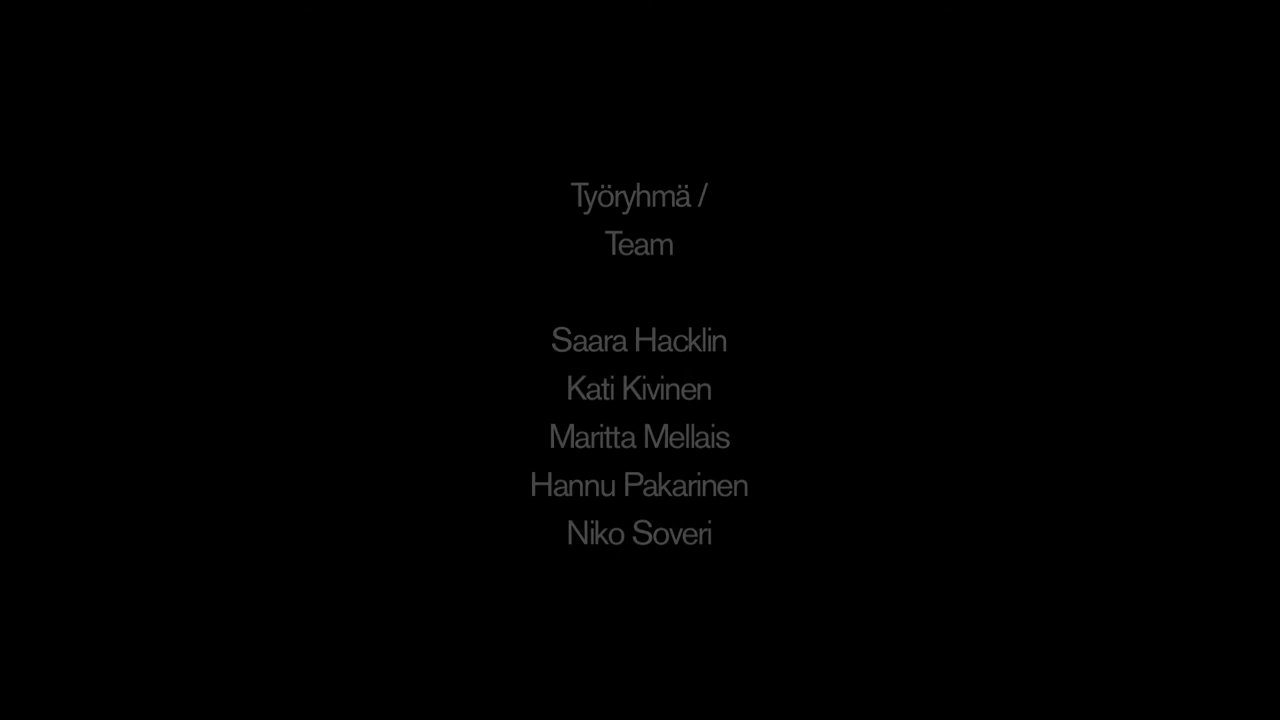 Työryhmä /
Team
Saara Hacklin
Kati Kivinen
Maritta Mellais
Hannu Pakarinen
Niko Soveri